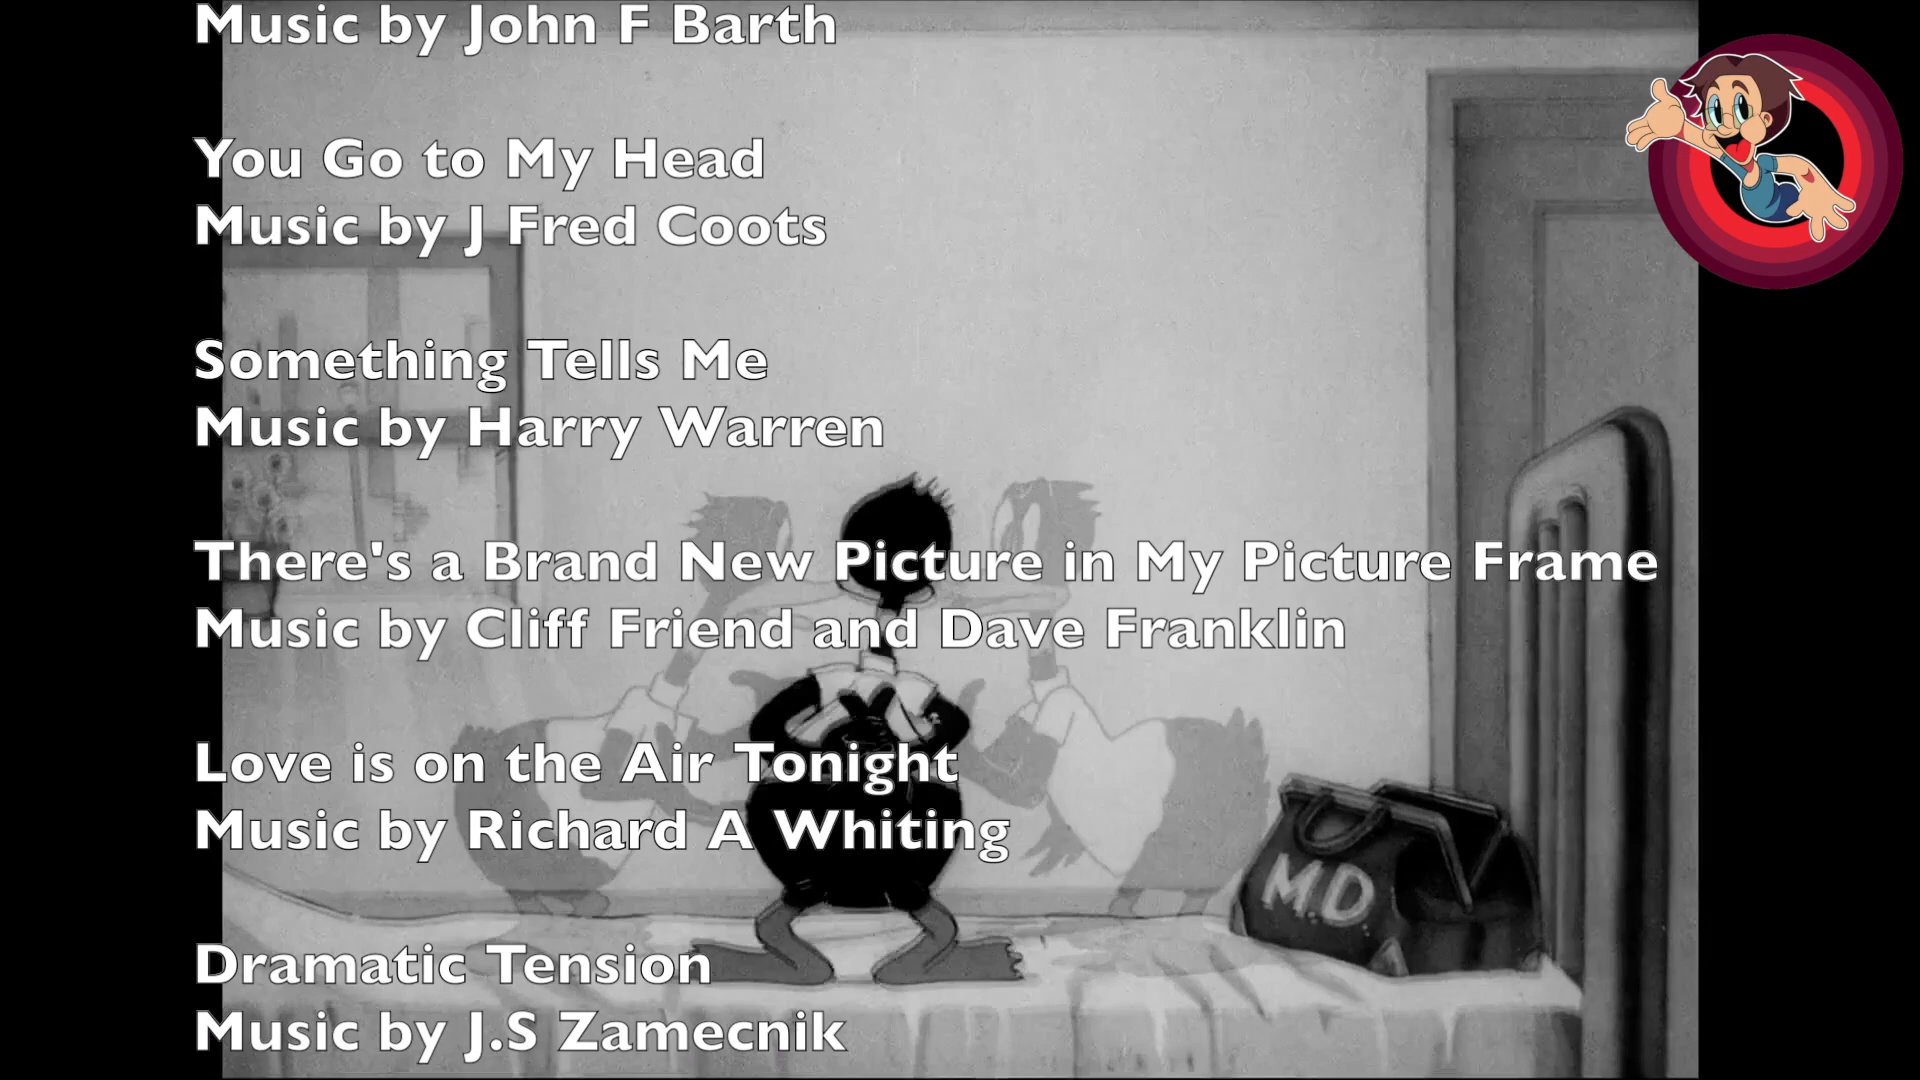 Music by John F Barth
You Go to My Head
Music by J Fred Coots
Something Tells Me
Music by Harry Warren
There's a Brand New Picture in My Picture Frame
Music by Cliff Friend and Dave Franklin
Love is on the Air Tonight
Music by Richard A Whiting
M.D.
Dramatic Tension
Music by J.S Zamecnik